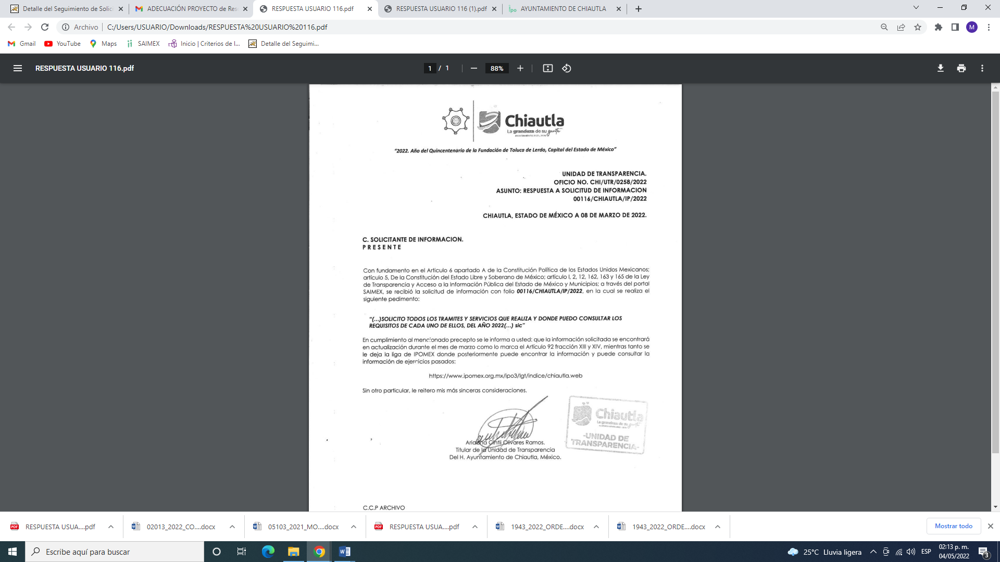 Detalle del Seguimiento de Solici
ADECUACIÓN PROYECTO de Res
RESPUESTA USUARIO 116.pdf
RESPUESTA USUARIO 116 (1).pdf
ipo AYUNTAMIENTO DE CHIAUTLA
Archivo
C:/Users/USUARIO/Downloads/RESPUESTA%20USUARIO%20116.pdf
M
Gmail
YouTube
Maps
SAIMEX
Inicio | Criterios de I...
Detalle del Seguimi...
RESPUESTA USUARIO 116.pdf
1 / 1
88%
Chiautla
La grandeza de su gente
AYUNTAMIENTO 2022 - 2024
"2022. Año del Quincentenario de la Fundación de Toluca de Lerdo, Capital del Estado de México"
UNIDAD DE TRANSPARENCIA.
OFICIO NO. CHI/UTR/0258/2022
ASUNTO: RESPUESTA A SOLICITUD DE INFORMACION
00116/CHIAUTLA/IP/2022
CHIAUTLA, ESTADO DE MÉXICO A 08 DE MARZO DE 2022.
C. SOLICITANTE DE INFORMACION.
P R E S E N T E
Con fundamento en el Articulo 6 apartado A de la Constitución Política de los Estados Unidos Mexicanos;
artículo 5, De la Constitución del Estado Libre y Soberano de México; artículo I, 2, 12, 162, 163 y 165 de la Ley
de Transparencia y Acceso a la Información Pública del Estado de México y Municipios; a través del portal
SAIMEX, se recibió la solicitud de información con folio 00116/CHIAUTLA/IP/2022, en la cual se realiza el
siguiente pedimento:
"(...)SOLICITO TODOS LOS TRAMITES Y SERVICIOS QUE REALIZA Y DONDE PUEDO CONSULTAR LOS
REQUISITOS DE CADA UNO DE ELLOS, DEL AÑO 2022(...) sic"
En cumplimiento al mencionado precepto se le informa a usted: que la información solicitada se encontrará
en actualización durante el mes de marzo como lo marca el Artículo 92 fracción XIII y XIV, mientras tanto se
le deja la liga de IPOMEX donde posteriormente puede encontrar la información y puede consultar la
información de ejercicios pasados:
https://www.ipomex.org.mx/ipo3/lgt/indice/chiautla.web
Sin otro particular, le reitero mis más sinceras consideraciones.
Chiautla
La grandeza de su gente
-UNIDAD DE
TRANSPARENCIA-
Ariadna Cintli Olivares Ramos.
Titular de la Unidad de Transparencia
Del H. Ayuntamiento de Chiautla, México.
C.C.P ARCHIVO
RESPUESTA USUA....pdf
02013_2022_CO....docx
05103_2021_MO....docx
RESPUESTA USUA....pdf
1943_2022_ORDE....docx
1943_2022_ORDE....docx
Mostrar todo
Escribe aquí para buscar
25°C Lluvia ligera
ESP
02:13 p. m.
04/05/2022
3